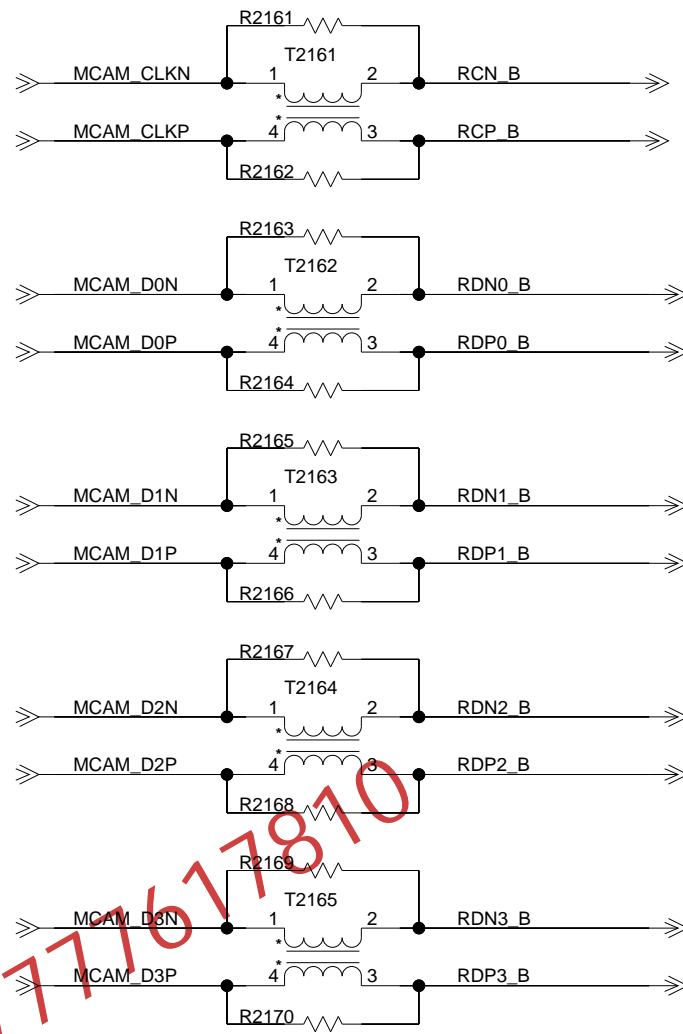 R2161
T2161
MCAM_CLKN 1 2 RCN_B
*
*
MCAM_CLKP 4 3 RCP_B
R2162
R2163
T2162
MCAM_D0N 1 2 RDN0_B
*
*
MCAM_D0P 4 3 RDP0_B
R2164
R2165
T2163
MCAM_D1N 1 2 RDN1_B
*
*
MCAM_D1P 4 3 RDP1_B
R2166
R2167
T2164
MCAM_D2N 1 2 RDN2_B
*
*
MCAM_D2P 4 3 RDP2_B
R2168
R2169
T2165
MCAM_D3N 1 2 RDN3_B
*
*
MCAM_D3P 4 3 RDP3_B
R2170
777617810